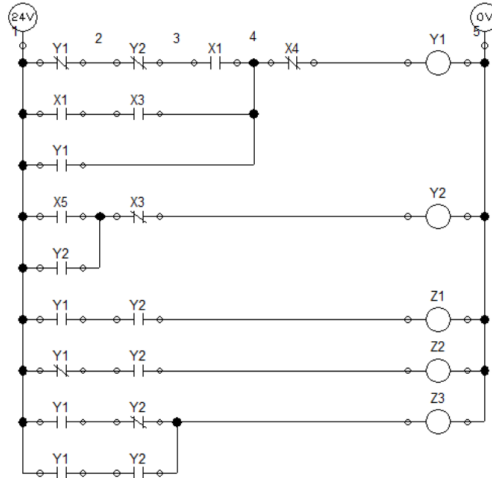 24V 0V
1 2 3 4 5
Y1 Y2 X1 X4 Y1
X1 X3
Y1
X5 X3 Y2
Y2
Y1 Y2 Z1
Y1 Y2 Z2
Y1 Y2 Z3
Y1 Y2